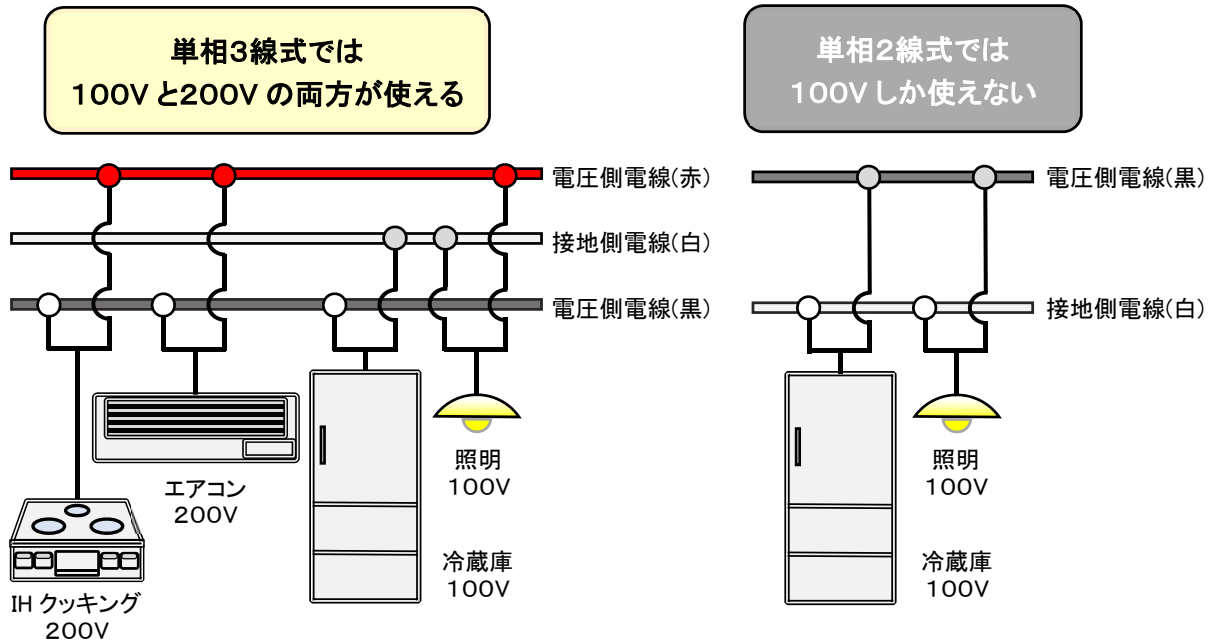 単相3線式では
100Vと200Vの両方が使える
単相2線式では
100Vしか使えない
電圧側電線(赤)
接地側電線(白)
電圧側電線(黒)
電圧側電線(黒)
接地側電線(白)
エアコン
200V
IHクッキング
200V
照明
100V
冷蔵庫
100V
照明
100V
冷蔵庫
100V